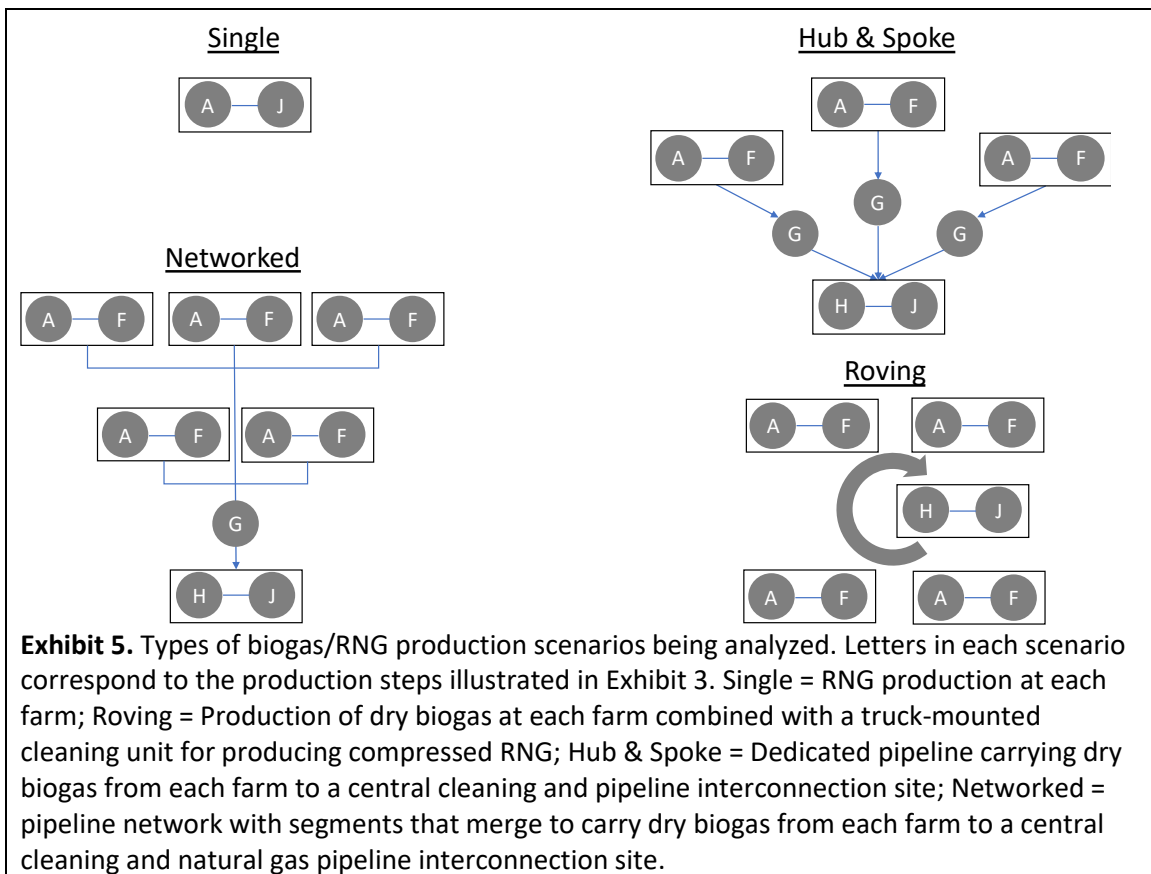 Single
A J
Hub & Spoke
A F
A F
A F
G
G
G
H J
Networked
A F A F A F
A F A F
G
H J
Roving
A F A F
H J
A F A F
Exhibit 5. Types of biogas/RNG production scenarios being analyzed. Letters in each scenario
correspond to the production steps illustrated in Exhibit 3. Single = RNG production at each
farm; Roving = Production of dry biogas at each farm combined with a truck-mounted
cleaning unit for producing compressed RNG; Hub & Spoke = Dedicated pipeline carrying dry
biogas from each farm to a central cleaning and pipeline interconnection site; Networked =
pipeline network with segments that merge to carry dry biogas from each farm to a central
cleaning and natural gas pipeline interconnection site.